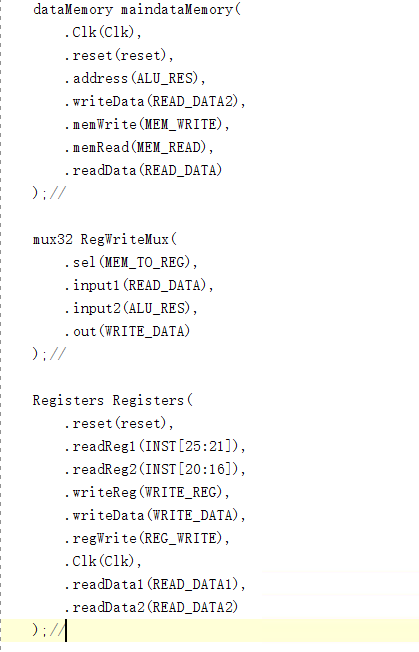 dataMemory maindataMemory(
.Clk(Clk),
.reset(reset),
.address(ALU_RES),
.writeData(READ_DATA2),
.memWrite(MEM_WRITE),
.memRead(MEM_READ),
.readData(READ_DATA)
);//
mux32 RegWriteMux(
.sel(MEM_TO_REG),
.input1(READ_DATA),
.input2(ALU_RES),
.out(WRITE_DATA)
);//
Registers Registers(
.reset(reset),
.readReg1(INST[25:21]),
.readReg2(INST[20:16]),
.writeReg(WRITE_REG),
.writeData(WRITE_DATA),
.regWrite(REG_WRITE),
.Clk(Clk),
.readData1(READ_DATA1),
.readData2(READ_DATA2)
);//